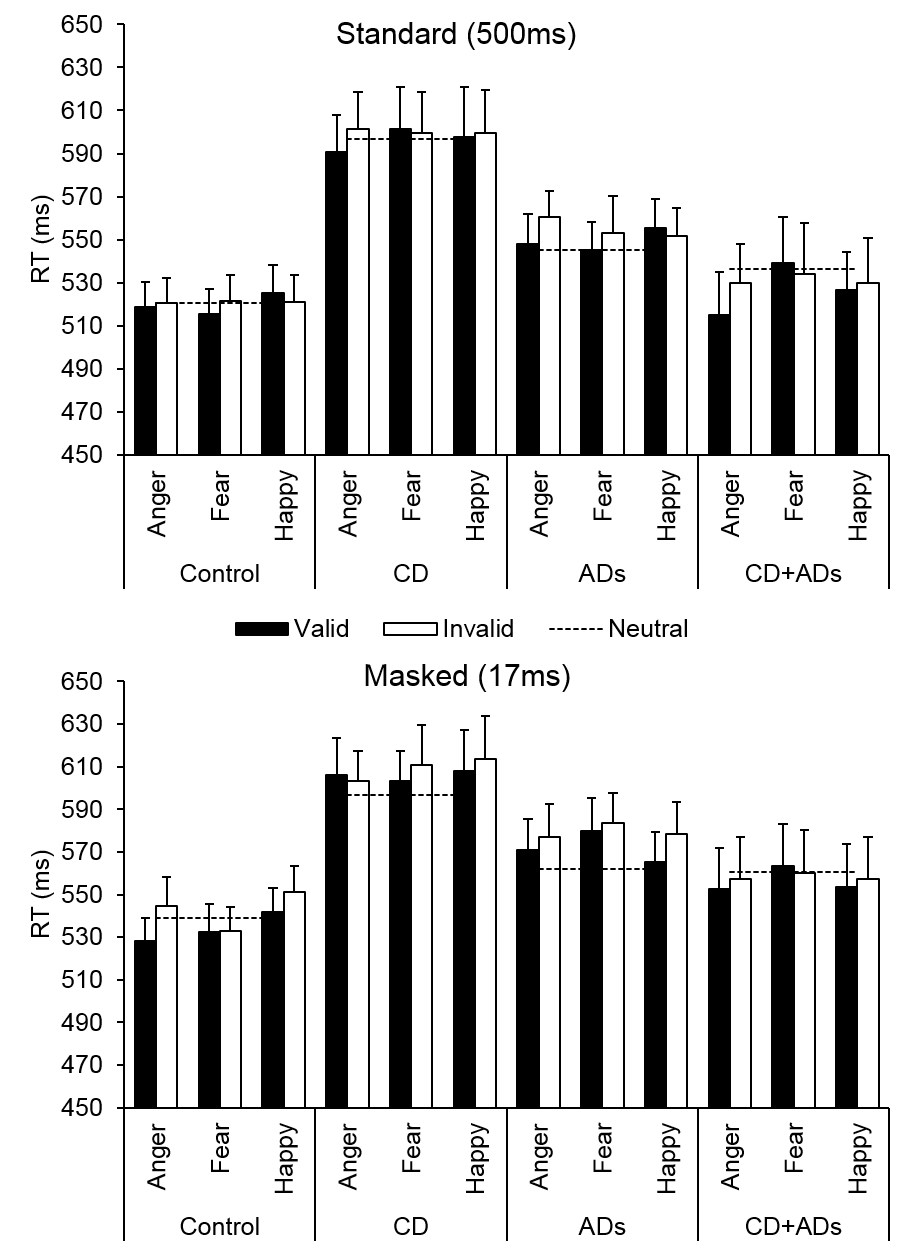 Standard (500ms)
650
630
610
590
570
550
530
510
490
470
450
RT (ms)
Anger Fear Happy Anger Fear Happy Anger Fear Happy Anger Fear Happy
Control CD ADs CD+ADs
Valid Invalid Neutral
Masked (17ms)
650
630
610
590
570
550
530
510
490
470
450
RT (ms)
Anger Fear Happy Anger Fear Happy Anger Fear Happy Anger Fear Happy
Control CD ADs CD+ADs